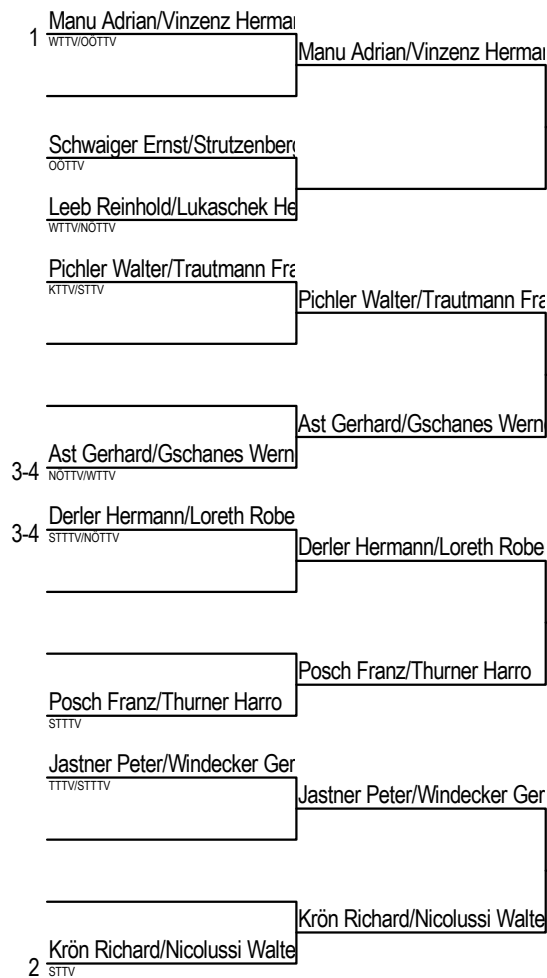 Manu Adrian/Vinzenz Herma
1 WTTV/OÖTTV
Manu Adrian/Vinzenz Herma
Schwaiger Ernst/Strutzenber
OÖTTV
Leeb Reinhold/Lukaschek He
WTTV/NÖTTV
Pichler Walter/Trautmann Fra
KTTV/STTV
Pichler Walter/Trautmann Fra
Ast Gerhard/Gschanes Wern
Ast Gerhard/Gschanes Wern
3-4 NÖTTV/WTTV
Derler Hermann/Loreth Robe
3-4 STTTV/NÖTTV
Derler Hermann/Loreth Robe
Posch Franz/Thurner Harro
Posch Franz/Thurner Harro
STTTV
Jastner Peter/Windecker Ger
TTTV/STTTV
Jastner Peter/Windecker Ger
Krön Richard/Nicolussi Walte
Krön Richard/Nicolussi Walte
2 STTV